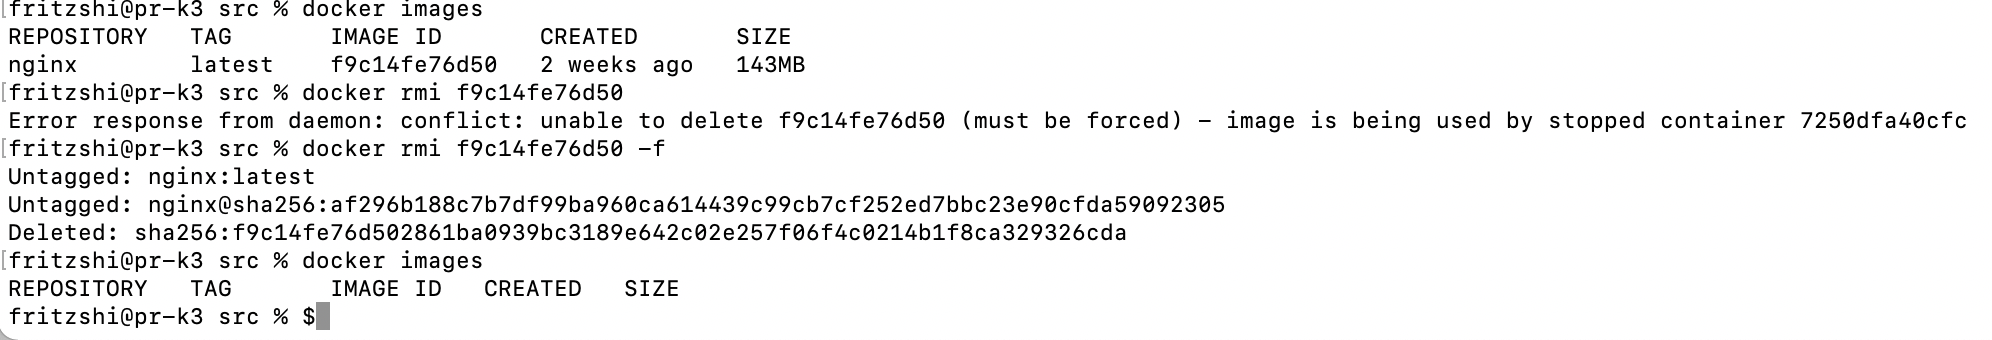 [fritzshi@pr-k3 src % docker images
REPOSITORY   TAG       IMAGE ID       CREATED       SIZE
nginx        latest    f9c14fe76d50   2 weeks ago   143MB
[fritzshi@pr-k3 src % docker rmi f9c14fe76d50
Error response from daemon: conflict: unable to delete f9c14fe76d50 (must be forced) - image is being used by stopped container 7250dfa40cfc
[fritzshi@pr-k3 src % docker rmi f9c14fe76d50 -f
Untagged: nginx:latest
Untagged: nginx@sha256:af296b188c7b7df99ba960ca614439c99cb7cf252ed7bbc23e90cfda59092305
Deleted: sha256:f9c14fe76d502861ba0939bc3189e642c02e257f06f4c0214b1f8ca329326cda
[fritzshi@pr-k3 src % docker images
REPOSITORY   TAG       IMAGE ID   CREATED   SIZE
fritzshi@pr-k3 src % $